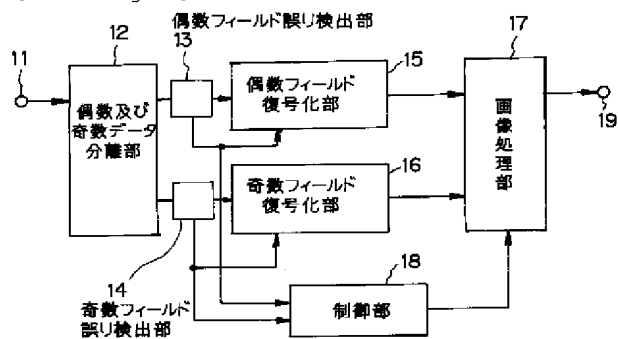 偶数フィールド誤り検出部
11
12
13
15
17
偶数及び
奇数データ
分離部
偶数フィールド
復号化部
画像処理部
19
16
奇数フィールド
復号化部
14
奇数フィールド
誤り検出部
18
制御部